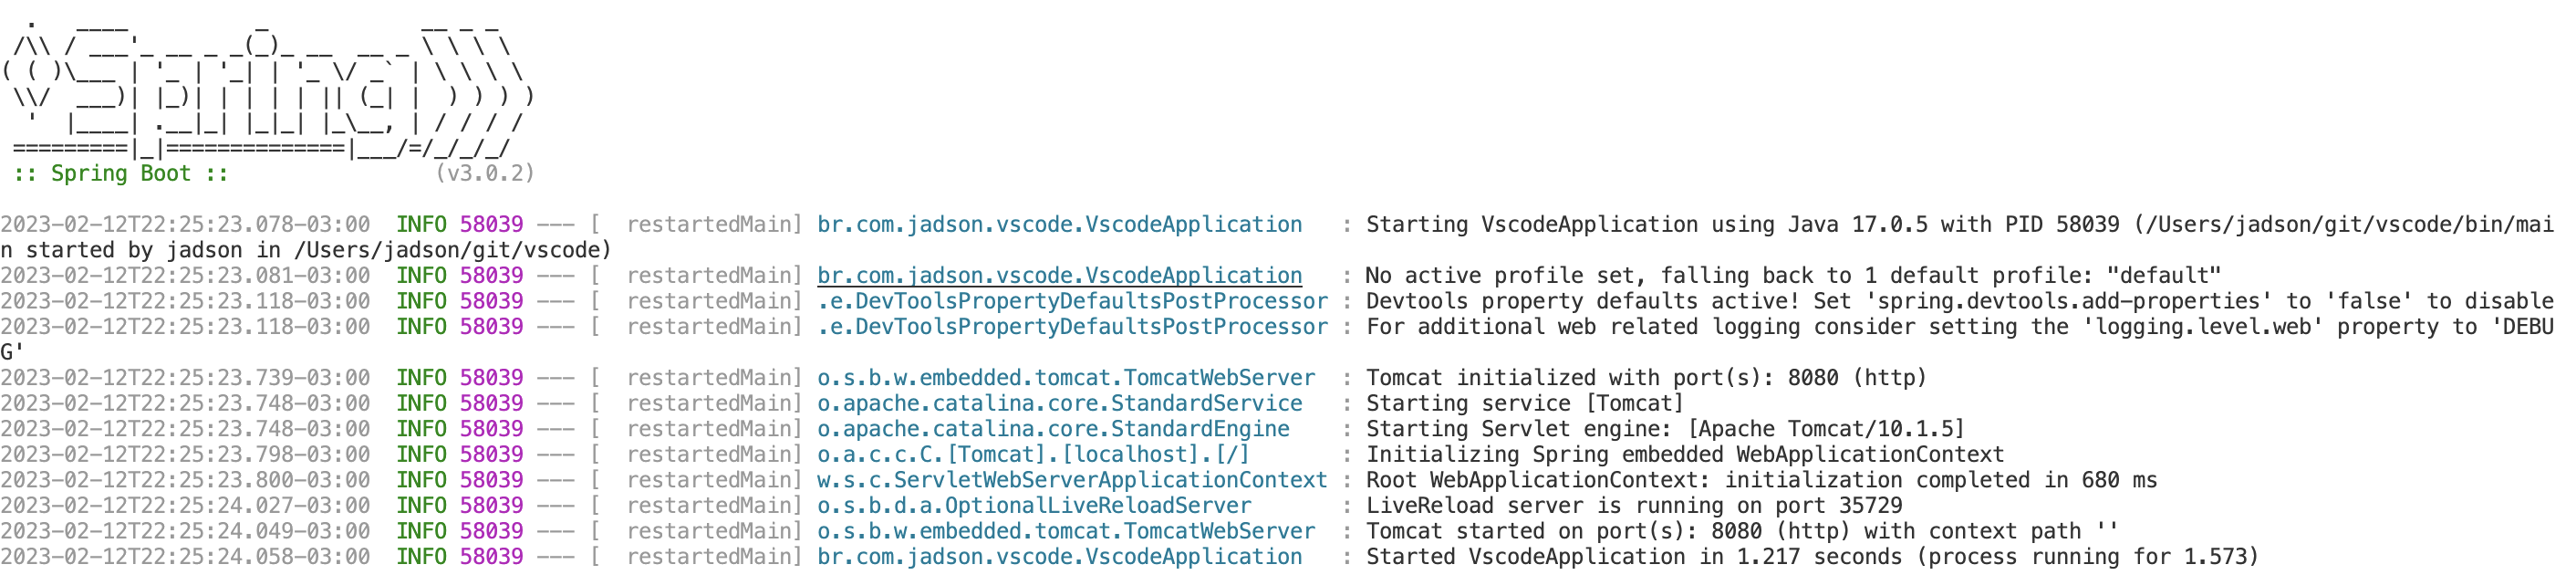 .   ____          _            __ _ _
 /\\ / ___'_ __ _ _(_)_ __  __ _ \ \ \ \
( ( )\___ | '_ | '_| | '_ \/ _` | \ \ \ \
 \\/  ___)| |_)| | | | | || (_| |  ) ) ) )
  '  |____| .__|_| |_|_| |_\__, | / / / /
 =========|_|==============|___/=/_/_/_/
 :: Spring Boot ::                (v3.0.2)

2023-02-12T22:25:23.078-03:00  INFO 58039 --- [  restartedMain] br.com.jadson.vscode.VscodeApplication   : Starting VscodeApplication using Java 17.0.5 with PID 58039 (/Users/jadson/git/vscode/bin/mai
n started by jadson in /Users/jadson/git/vscode)
2023-02-12T22:25:23.081-03:00  INFO 58039 --- [  restartedMain] br.com.jadson.vscode.VscodeApplication   : No active profile set, falling back to 1 default profile: "default"
2023-02-12T22:25:23.118-03:00  INFO 58039 --- [  restartedMain] .e.DevToolsPropertyDefaultsPostProcessor : Devtools property defaults active! Set 'spring.devtools.add-properties' to 'false' to disable
2023-02-12T22:25:23.118-03:00  INFO 58039 --- [  restartedMain] .e.DevToolsPropertyDefaultsPostProcessor : For additional web related logging consider setting the 'logging.level.web' property to 'DEBU
G'
2023-02-12T22:25:23.739-03:00  INFO 58039 --- [  restartedMain] o.s.b.w.embedded.tomcat.TomcatWebServer  : Tomcat initialized with port(s): 8080 (http)
2023-02-12T22:25:23.748-03:00  INFO 58039 --- [  restartedMain] o.apache.catalina.core.StandardService   : Starting service [Tomcat]
2023-02-12T22:25:23.748-03:00  INFO 58039 --- [  restartedMain] o.apache.catalina.core.StandardEngine    : Starting Servlet engine: [Apache Tomcat/10.1.5]
2023-02-12T22:25:23.798-03:00  INFO 58039 --- [  restartedMain] o.a.c.c.C.[Tomcat].[localhost].[/]       : Initializing Spring embedded WebApplicationContext
2023-02-12T22:25:23.800-03:00  INFO 58039 --- [  restartedMain] w.s.c.ServletWebServerApplicationContext : Root WebApplicationContext: initialization completed in 680 ms
2023-02-12T22:25:24.027-03:00  INFO 58039 --- [  restartedMain] o.s.b.d.a.OptionalLiveReloadServer       : LiveReload server is running on port 35729
2023-02-12T22:25:24.049-03:00  INFO 58039 --- [  restartedMain] o.s.b.w.embedded.tomcat.TomcatWebServer  : Tomcat started on port(s): 8080 (http) with context path ''
2023-02-12T22:25:24.058-03:00  INFO 58039 --- [  restartedMain] br.com.jadson.vscode.VscodeApplication   : Started VscodeApplication in 1.217 seconds (process running for 1.573)